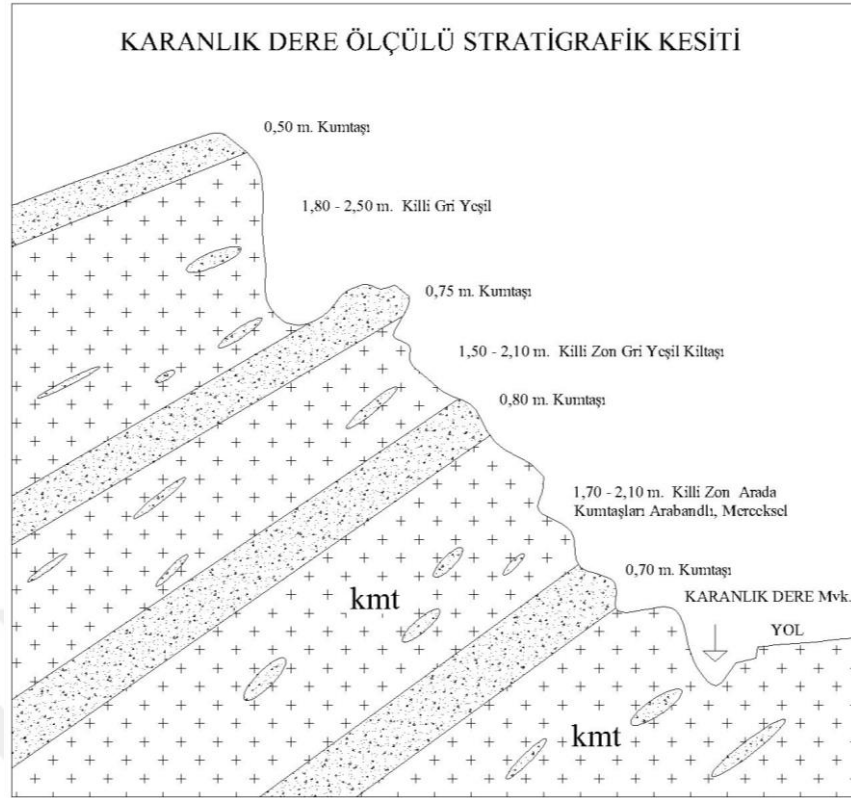 KARANLIK DERE ÖLÇÜLÜ STRATİGRAFİK KESİTİ
0,50 m. Kumtaşı
1,80 - 2,50 m. Killi Gri Yeşil
0,75 m. Kumtaşı
1,50 - 2,10 m. Killi Zon Gri Yeşil Kiltaşı
0,80 m. Kumtaşı
1,70 - 2,10 m. Killi Zon Arada
Kumtaşları Arabandlı, Merceksel
0,70 m. Kumtaşı
kmt
KARANLIK DERE Mvk.
YOL
kmt